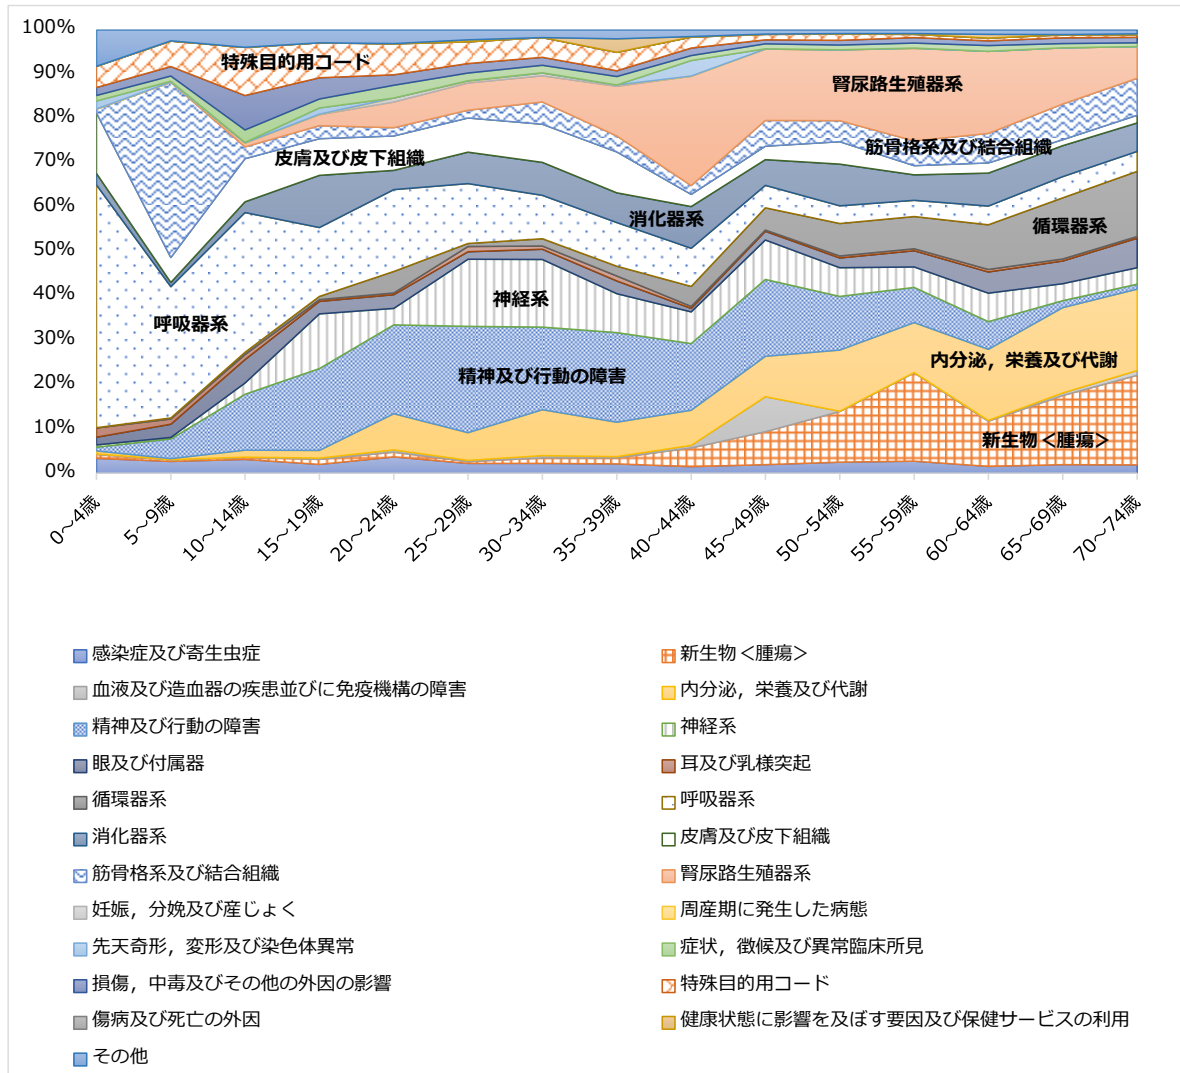 100%
90%
80%
70%
60%
50%
40%
30%
20%
10%
0%
特殊目的用コード
腎尿路生殖器系
皮膚及び皮下組織
筋骨格系及び結合組織
消化器系
循環器系
呼吸器系
神経系
内分泌，栄養及び代謝
精神及び行動の障害
新生物<腫瘍>
0～4歳
5～9歳
10～14歳
15～19歳
20～24歳
25～29歳
30～34歳
35～39歳
40～44歳
45～49歳
50～54歳
55～59歳
60～64歳
65～69歳
70～74歳
感染症及び寄生虫症
新生物<腫瘍>
血液及び造血器の疾患並びに免疫機構の障害
内分泌，栄養及び代謝
精神及び行動の障害
神経系
眼及び付属器
耳及び乳様突起
循環器系
呼吸器系
消化器系
皮膚及び皮下組織
筋骨格系及び結合組織
腎尿路生殖器系
妊娠，分娩及び産じょく
周産期に発生した病態
先天奇形，変形及び染色体異常
症状，徴候及び異常臨床所見
損傷，中毒及びその他の外因の影響
特殊目的用コード
傷病及び死亡の外因
健康状態に影響を及ぼす要因及び保健サービスの利用
その他